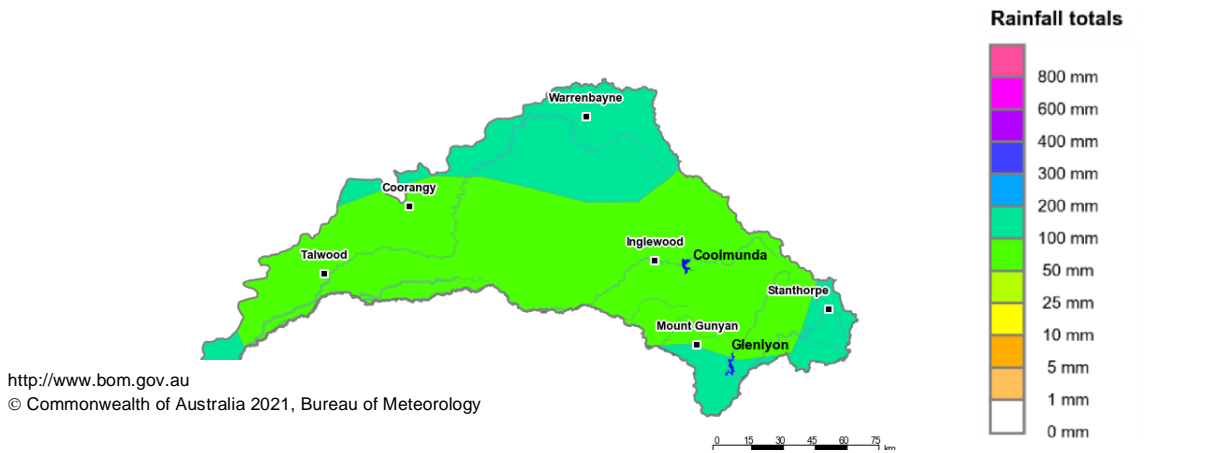 Rainfall totals
800 mm
600 mm
400 mm
300 mm
200 mm
100 mm
50 mm
25 mm
10 mm
5 mm
1 mm
0 mm
Warrenbayne
Coorangy
Talwood
Inglewood
Coolmunda
Stanthorpe
Mount Gunyan
Glenlyon
http://www.bom.gov.au
© Commonwealth of Australia 2021, Bureau of Meteorology
0 15 30 45 60 75
km